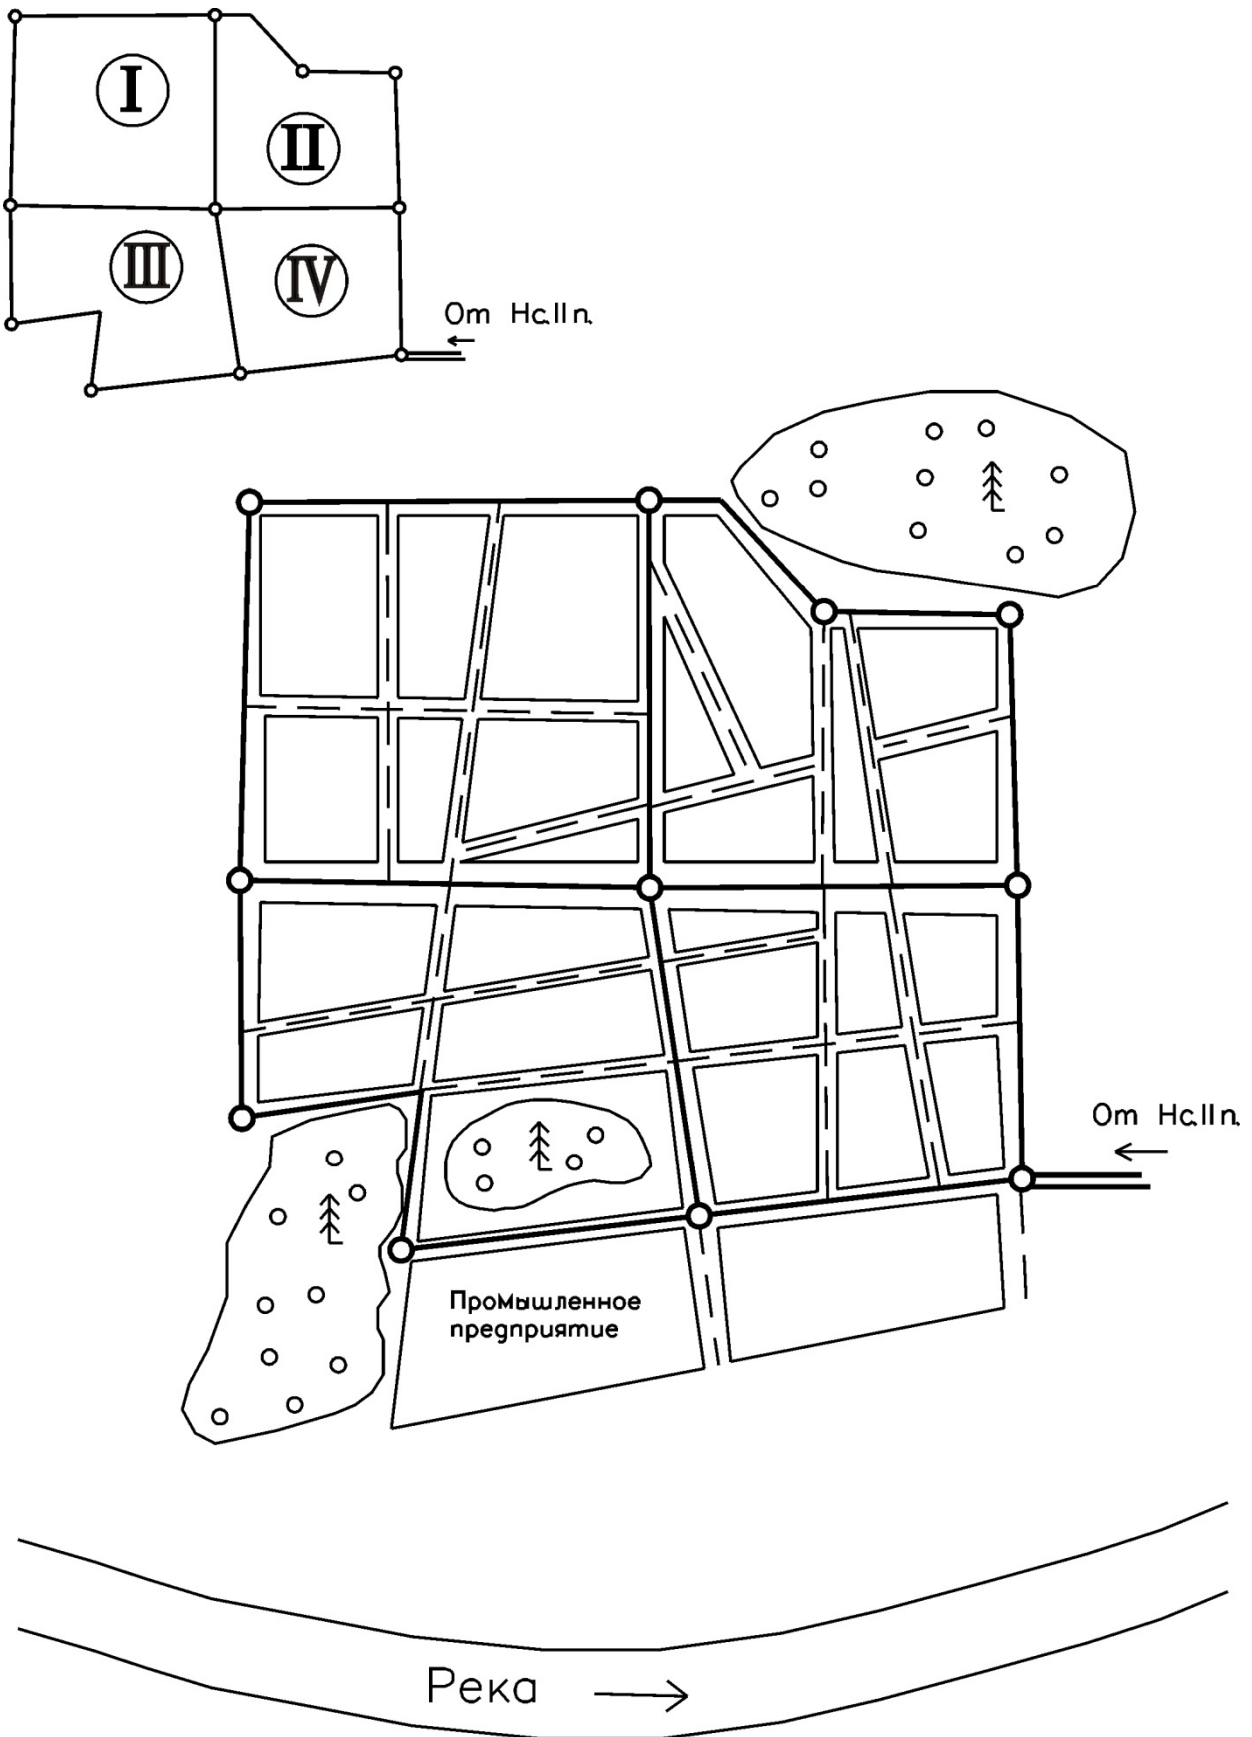 I
II
III
IV
От Нс.II п.
От Нс.II п.
Промышленное
предприятие
Река